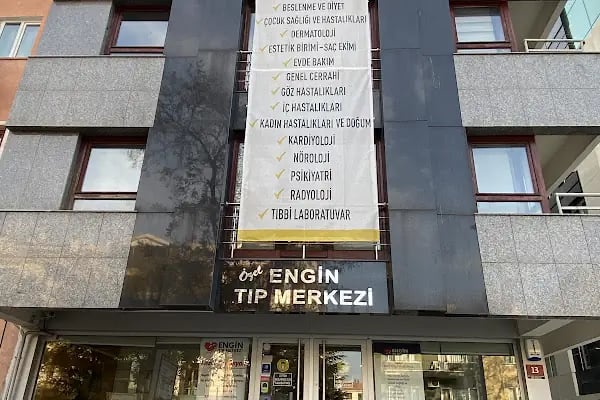 BESLENME VE DİYET
ÇOCUK SAĞLIĞI VE HASTALIKLARI
DERMATOLOJİ
ESTETİK BİRİMİ-SAÇ EKİMİ
EVDE BAKIM
GENEL CERRAHİ
GÖZ HASTALIKLARI
İÇ HASTALIKLARI
KADIN HASTALIKLARI VE DOĞUM
KARDİYOLOJİ
NÖROLOJİ
PSİKİYATRİ
RADYOLOJİ
TIBBİ LABORATUVAR
Özel ENGİN
TIP MERKEZİ
ENGİN
ENGİN
13